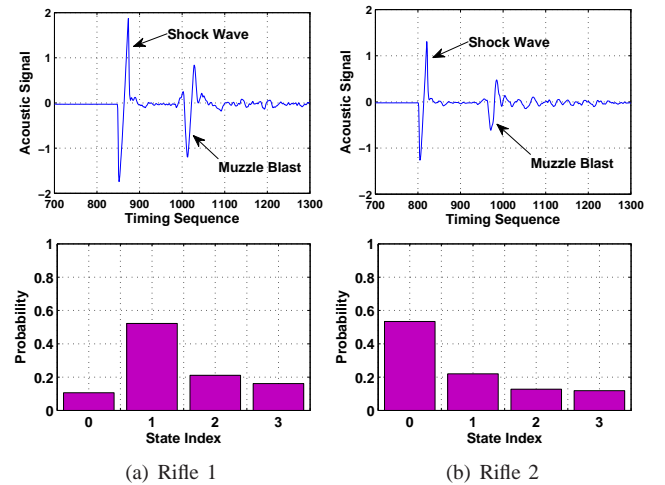 2
1
0
−1
−2
Acoustic Signal
Shock Wave
Muzzle Blast
700 800 900 1000 1100 1200 1300
Timing Sequence
2
1
0
−1
−2
Acoustic Signal
Shock Wave
Muzzle Blast
700 800 900 1000 1100 1200 1300
Timing Sequence
1
0.8
0.6
0.4
0.2
0
Probability
0 1 2 3
State Index
(a) Rifle 1
1
0.8
0.6
0.4
0.2
0
Probability
0 1 2 3
State Index
(b) Rifle 2